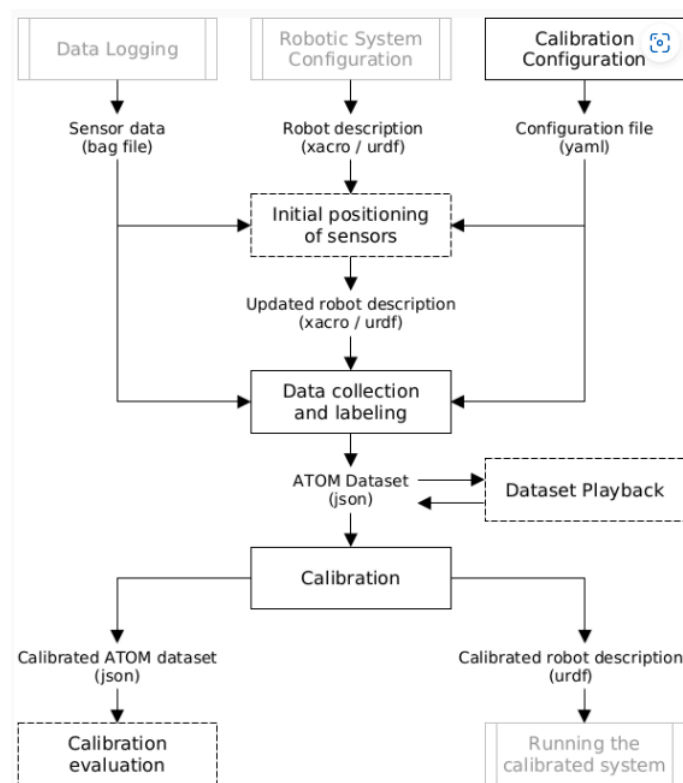 Data Logging
Robotic System
Configuration
Calibration
Configuration
Sensor data
(bag file)
Robot description
(xacro / urdf)
Configuration file
(yaml)
Initial positioning
of sensors
Updated robot description
(xacro / urdf)
Data collection
and labeling
ATOM Dataset
(json)
Dataset Playback
Calibration
Calibrated ATOM dataset
(json)
Calibrated robot description
(urdf)
Calibration
evaluation
Running the
calibrated system